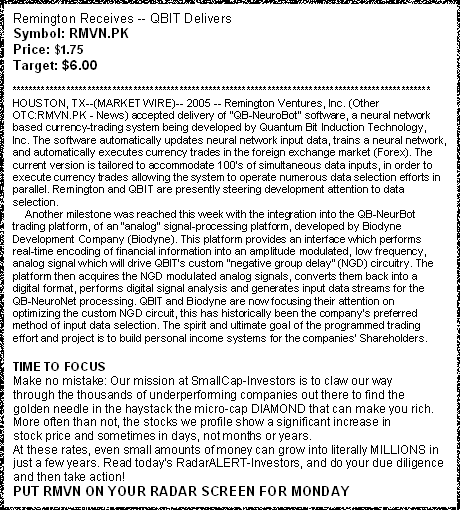 Remington Receives -- QBIT Delivers
Symbol: RMVN.PK
Price: $1.75
Target: $6.00
*****************************************************************************************
HOUSTON, TX--(MARKET WIRE)-- 2005 -- Remington Ventures, Inc. (Other
OTC:RMVN.PK - News) accepted delivery of "QB-NeuroBot" software, a neural network
based currency-trading system being developed by Quantum Bit Induction Technology,
Inc. The software automatically updates neural network input data, trains a neural network,
and automatically executes currency trades in the foreign exchange market (Forex). The
current version is tailored to accommodate 100's of simultaneous data inputs, in order to
execute currency trades allowing the system to operate numerous data selection efforts in
parallel. Remington and QBIT are presently steering development attention to data
selection.
Another milestone was reached this week with the integration into the QB-NeurBot
trading platform, of an "analog" signal-processing platform, developed by Biodyne
Development Company (Biodyne). This platform provides an interface which performs
real-time encoding of financial information into an amplitude modulated, low frequency,
analog signal which will drive QBIT's custom "negative group delay" (NGD) circuitry. The
platform then acquires the NGD modulated analog signals, converts them back into a
digital format, performs digital signal analysis and generates input data streams for the
QB-NeuroNet processing. QBIT and Biodyne are now focusing their attention on
optimizing the custom NGD circuit, this has historically been the company's preferred
method of input data selection. The spirit and ultimate goal of the programmed trading
effort and project is to build personal income systems for the companies' Shareholders.
TIME TO FOCUS
Make no mistake: Our mission at SmallCap-Investors is to claw our way
through the thousands of underperforming companies out there to find the
golden needle in the haystack the micro-cap DIAMOND that can make you rich.
More often than not, the stocks we profile show a significant increase in
stock price and sometimes in days, not months or years.
At these rates, even small amounts of money can grow into literally MILLIONS in
just a few years. Read today's RadarALERT-Investors, and do your due diligence
and then take action!
PUT RMVN ON YOUR RADAR SCREEN FOR MONDAY